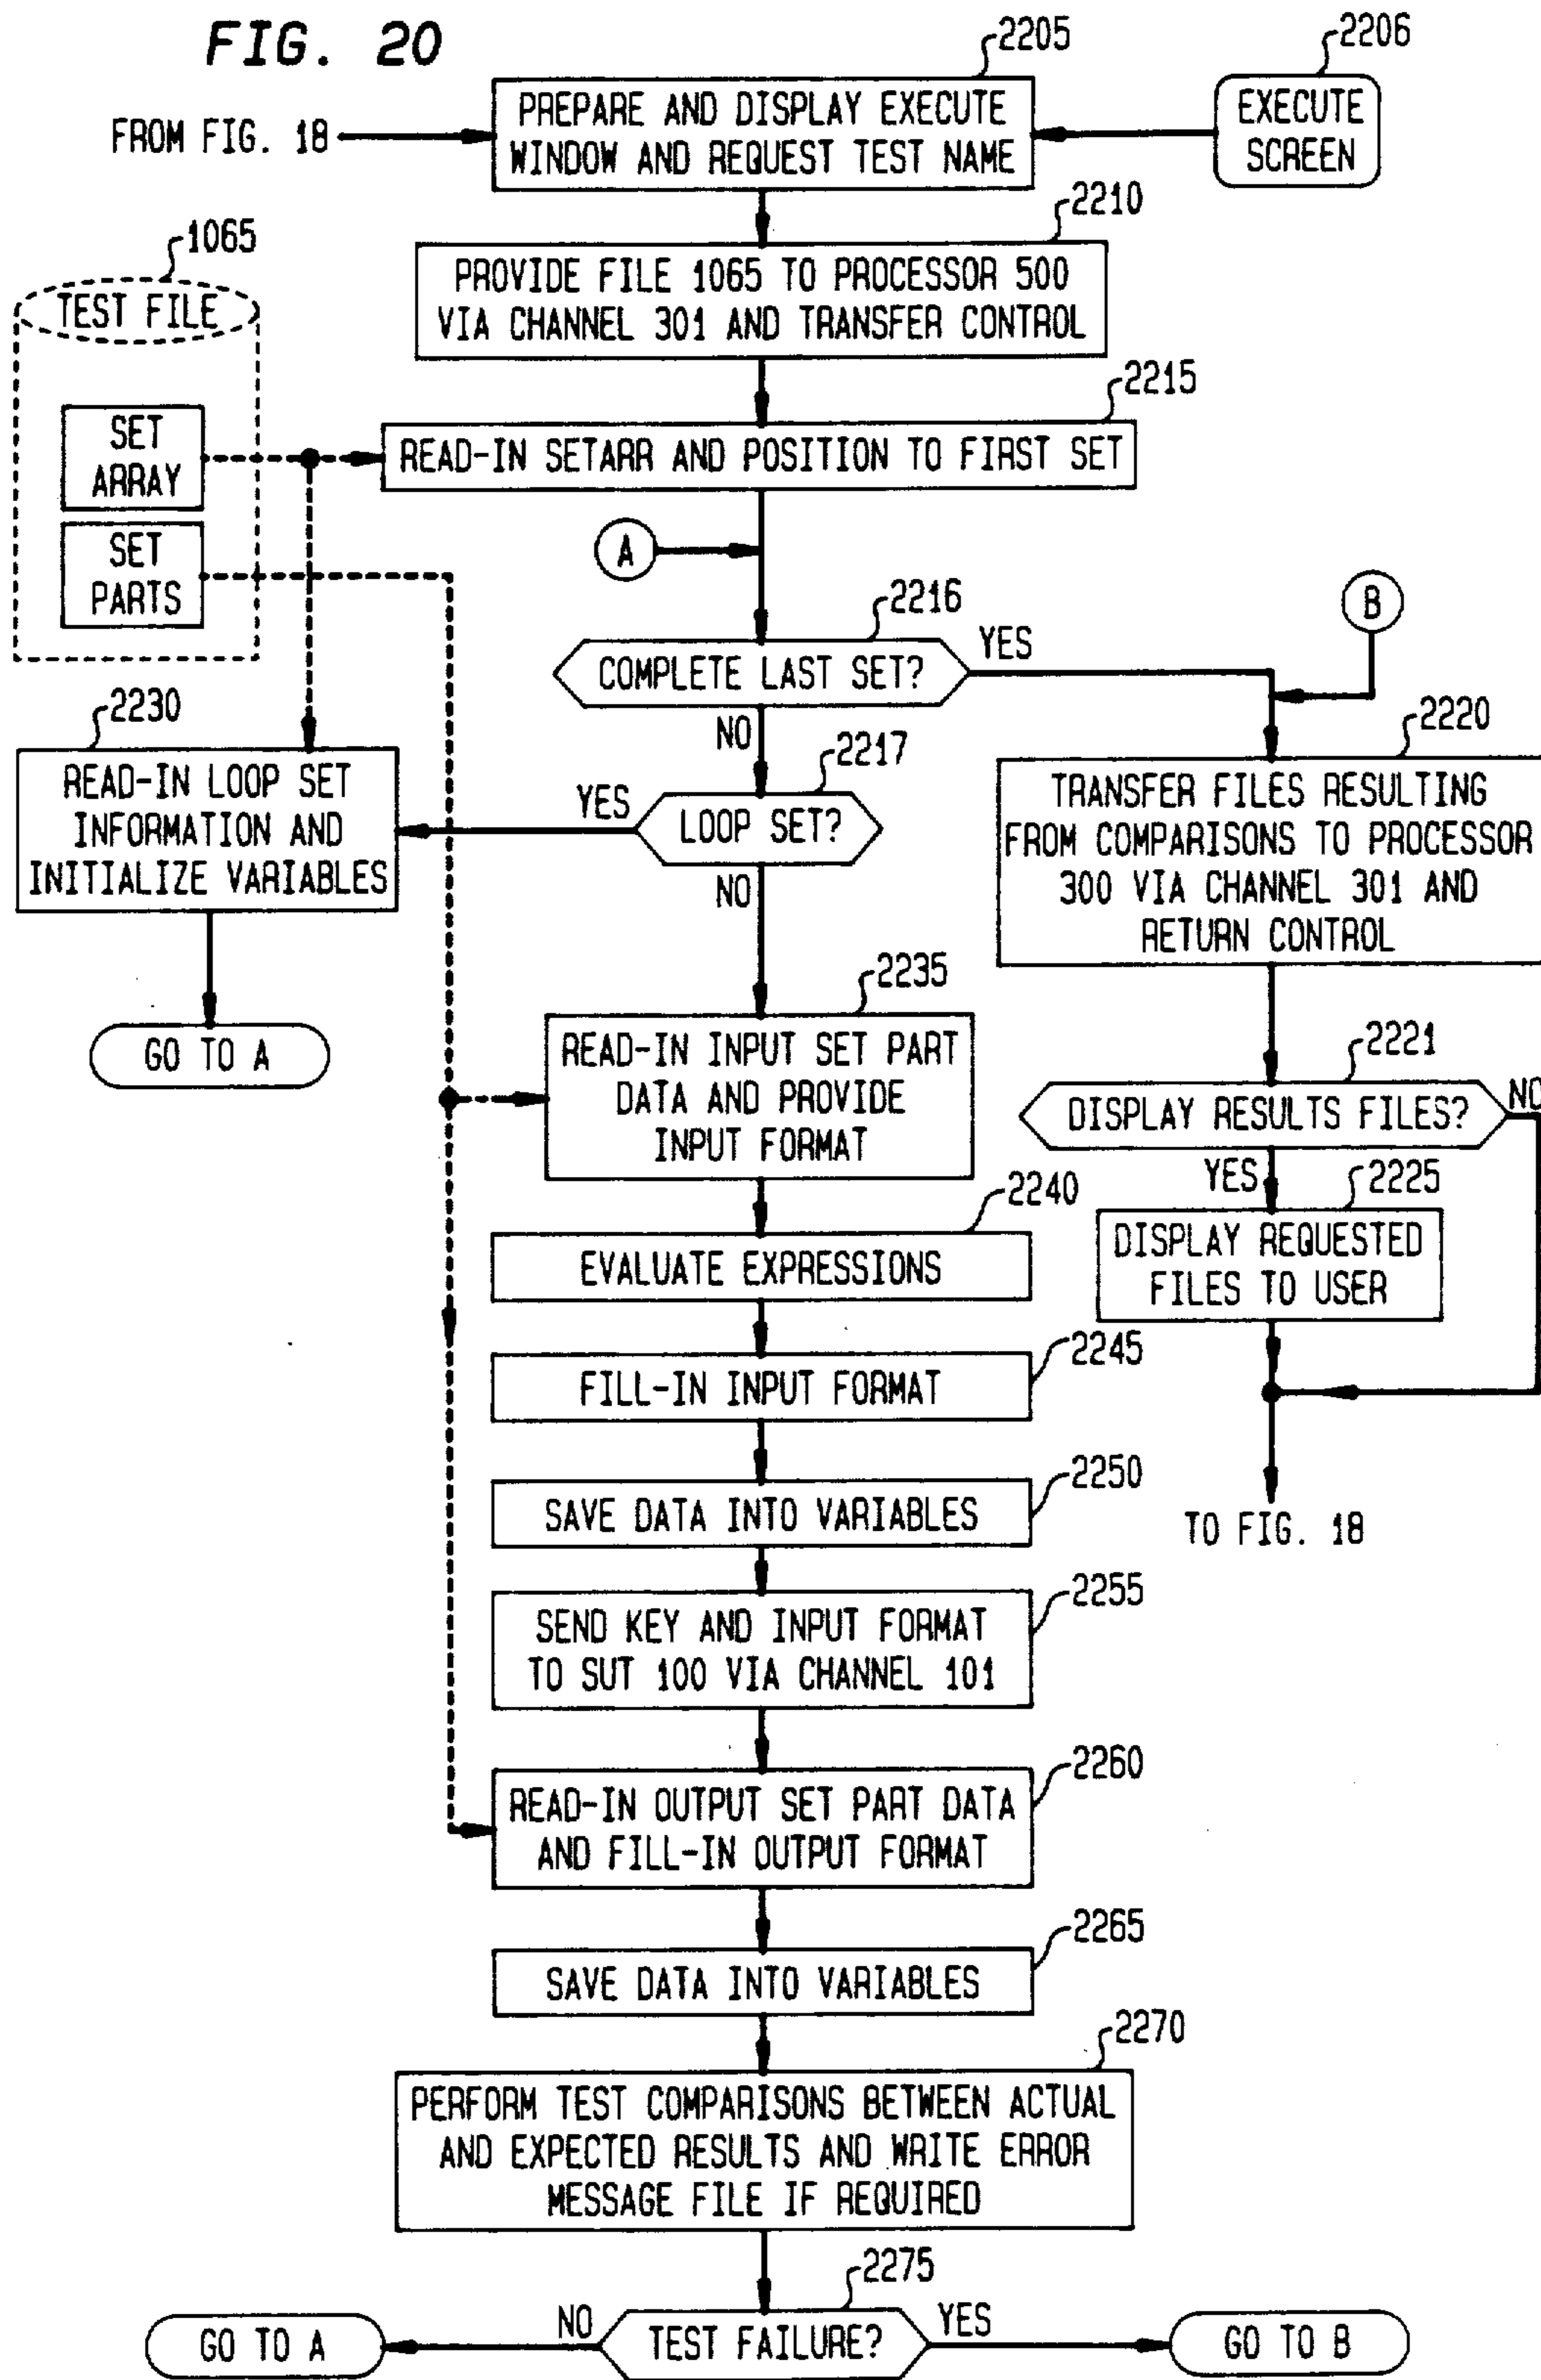 FIG. 20
2205
2206
FROM FIG. 18
PREPARE AND DISPLAY EXECUTE
WINDOW AND REQUEST TEST NAME
EXECUTE
SCREEN
2210
1065
TEST FILE
PROVIDE FILE 1065 TO PROCESSOR 500
VIA CHANNEL 301 AND TRANSFER CONTROL
2215
SET
ARRAY
READ-IN SETARR AND POSITION TO FIRST SET
SET
PARTS
A
B
2216
COMPLETE LAST SET?
YES
NO
2230
READ-IN LOOP SET
INFORMATION AND
INITIALIZE VARIABLES
2217
YES
LOOP SET?
NO
2220
TRANSFER FILES RESULTING
FROM COMPARISONS TO PROCESSOR
300 VIA CHANNEL 301 AND
RETURN CONTROL
GO TO A
2235
READ-IN INPUT SET PART
DATA AND PROVIDE
INPUT FORMAT
2221
DISPLAY RESULTS FILES?
NO
YES
2225
DISPLAY REQUESTED
FILES TO USER
2240
EVALUATE EXPRESSIONS
2245
FILL-IN INPUT FORMAT
TO FIG. 18
2250
SAVE DATA INTO VARIABLES
2255
SEND KEY AND INPUT FORMAT
TO SUT 100 VIA CHANNEL 101
2260
READ-IN OUTPUT SET PART DATA
AND FILL-IN OUTPUT FORMAT
2265
SAVE DATA INTO VARIABLES
2270
PERFORM TEST COMPARISONS BETWEEN ACTUAL
AND EXPECTED RESULTS AND WRITE ERROR
MESSAGE FILE IF REQUIRED
2275
GO TO A
NO
TEST FAILURE?
YES
GO TO B